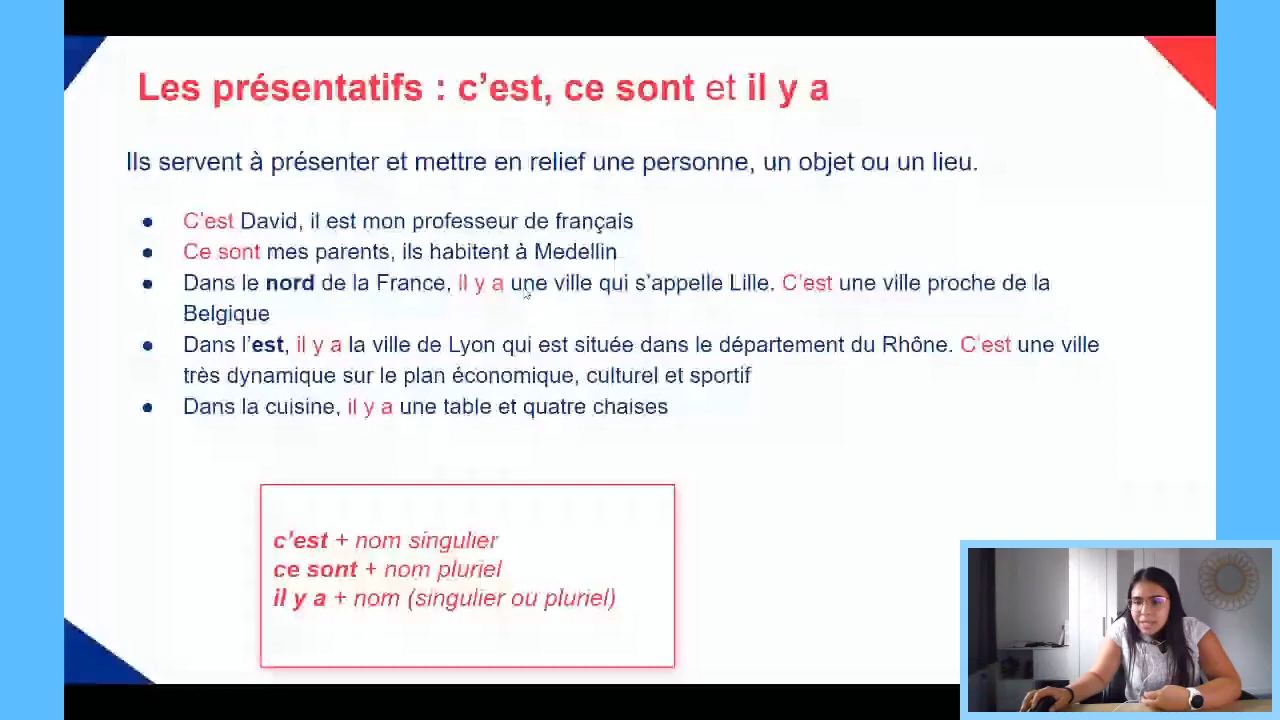 Les présentatifs : c’est, ce sont et il y a
Ils servent à présenter et mettre en relief une personne, un objet ou un lieu.
● C’est David, il est mon professeur de français
● Ce sont mes parents, ils habitent à Medellin
● Dans le nord de la France, il y a une ville qui s’appelle Lille. C’est une ville proche de la
Belgique
● Dans l’est, il y a la ville de Lyon qui est située dans le département du Rhône. C’est une ville
très dynamique sur le plan économique, culturel et sportif
● Dans la cuisine, il y a une table et quatre chaises
c’est + nom singulier
ce sont + nom pluriel
il y a + nom (singulier ou pluriel)